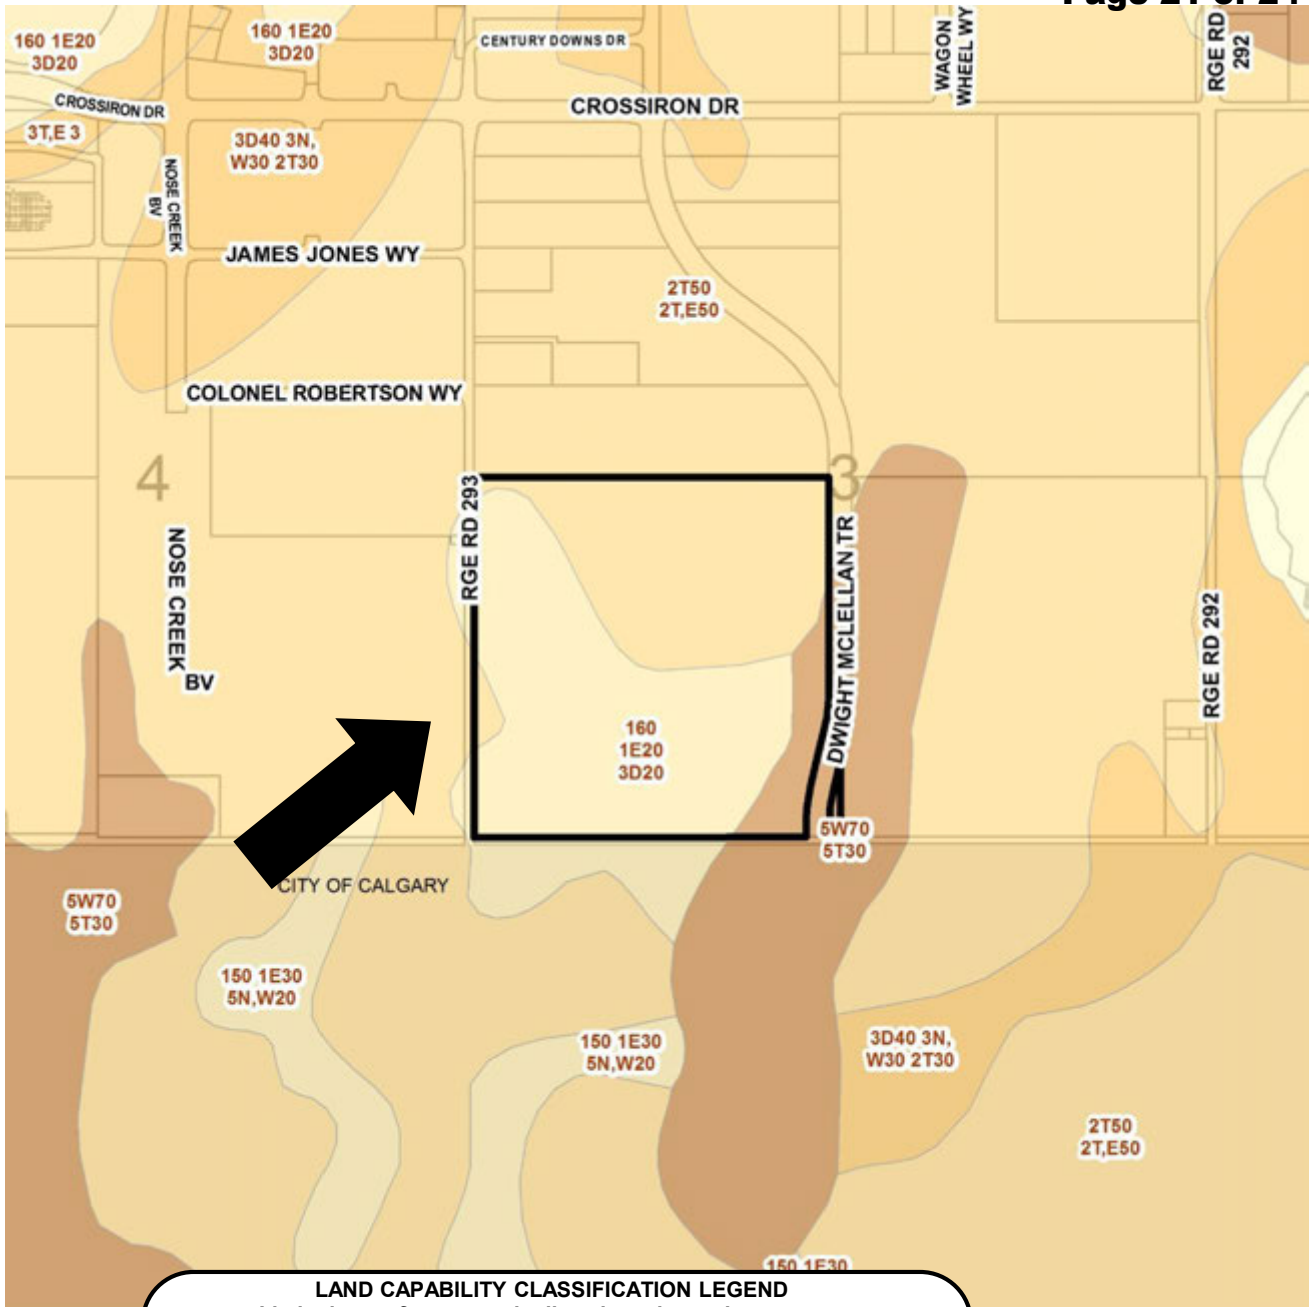 160 1E20
3D20
160 1E20
3D20
CENTURY DOWNS DR
WAGON
WHEEL WY
RGE RD
292
CROSSIRON DR
CROSSIRON DR
3T,E 3
3D40 3N,
W30 2T30
NOSE CREEK
BV
JAMES JONES WY
2T50
2T,E50
COLONEL ROBERTSON WY
4
3
RGE RD 293
NOSE CREEK
BV
DWIGHT MCLELLAN TR
RGE RD 292
160
1E20
3D20
5W70
5T30
CITY OF CALGARY
5W70
5T30
150 1E30
5N,W20
150 1E30
5N,W20
3D40 3N,
W30 2T30
2T50
2T,E50
150 1E30
LAND CAPABILITY CLASSIFICATION LEGEND